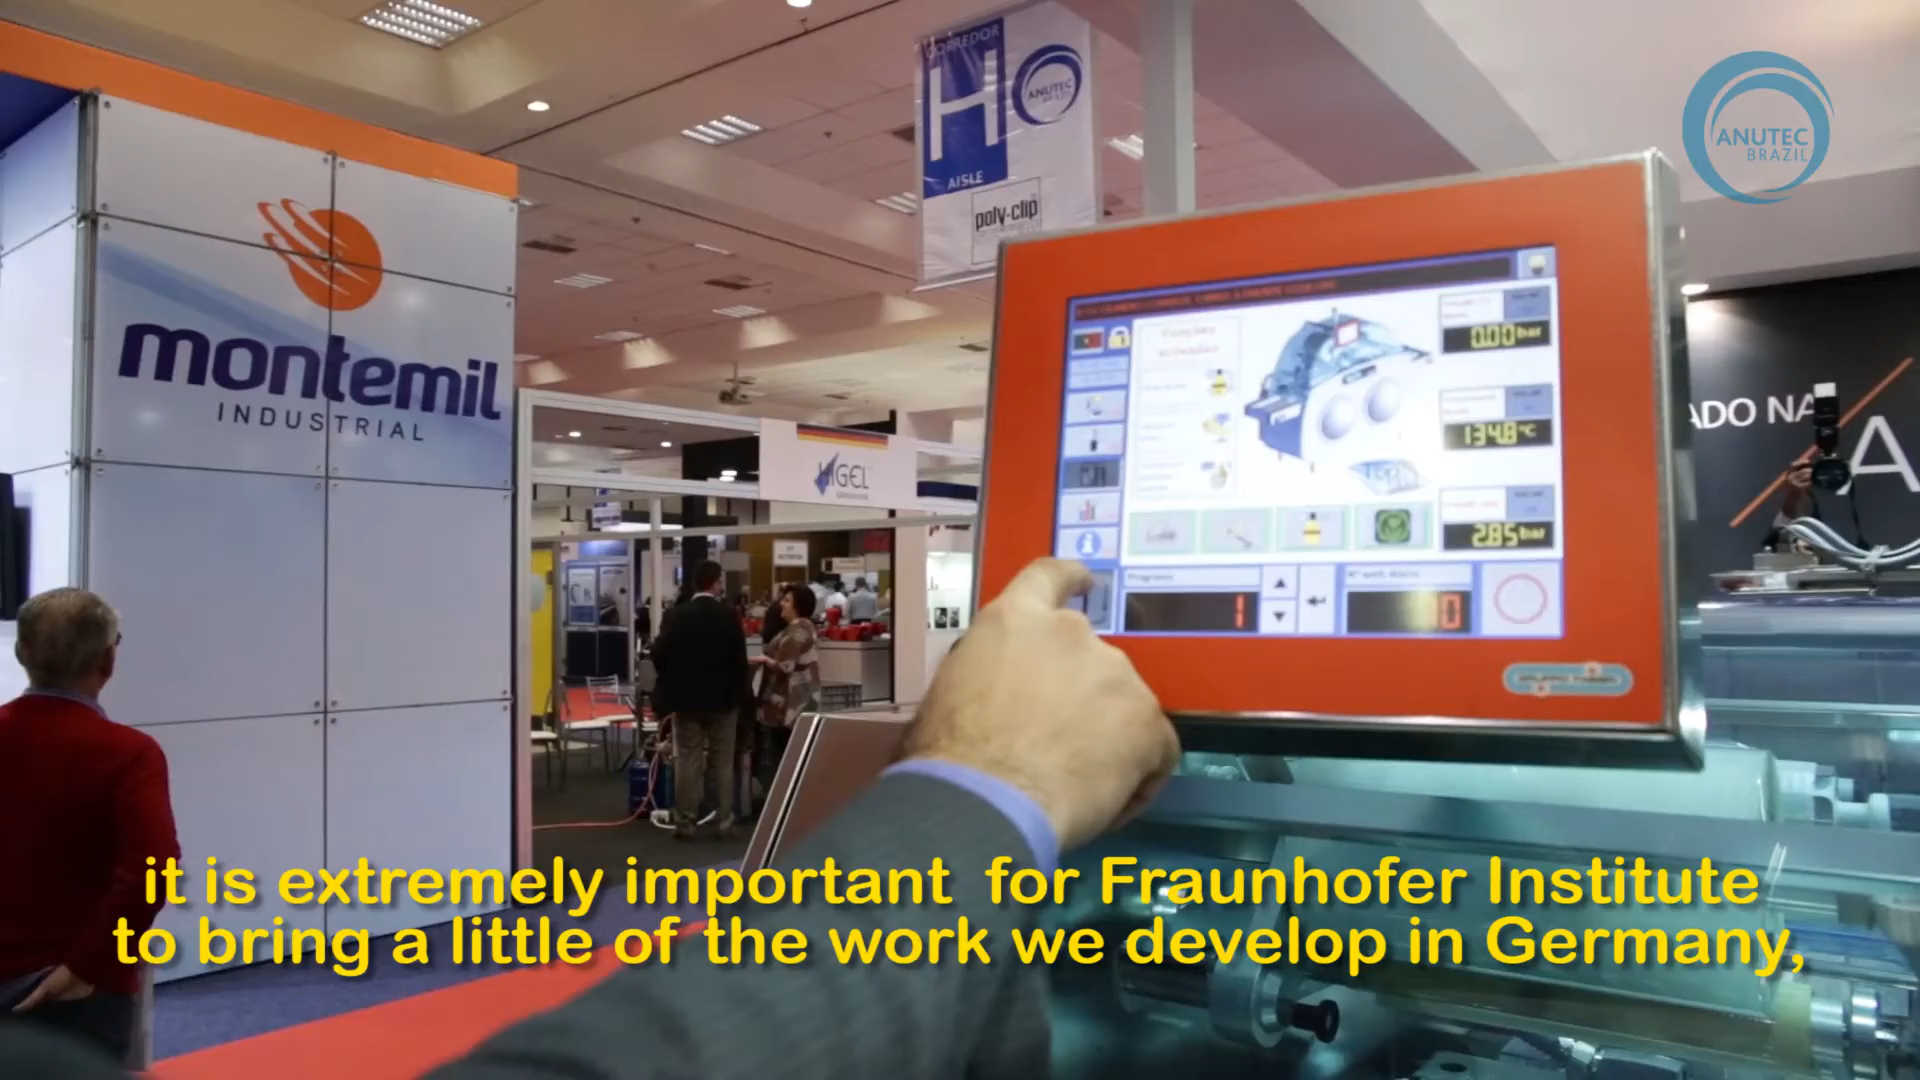 CORREDOR
H
ANUTEC
BRAZIL
AISLE
poly-clip
ANUTEC
BRAZIL
montemil
INDUSTRIAL
HIGEL
ADO NA
A
0.00 bar
134.8 °C
2.85 bar
1
0
it is extremely important for Fraunhofer Institute
to bring a little of the work we develop in Germany,